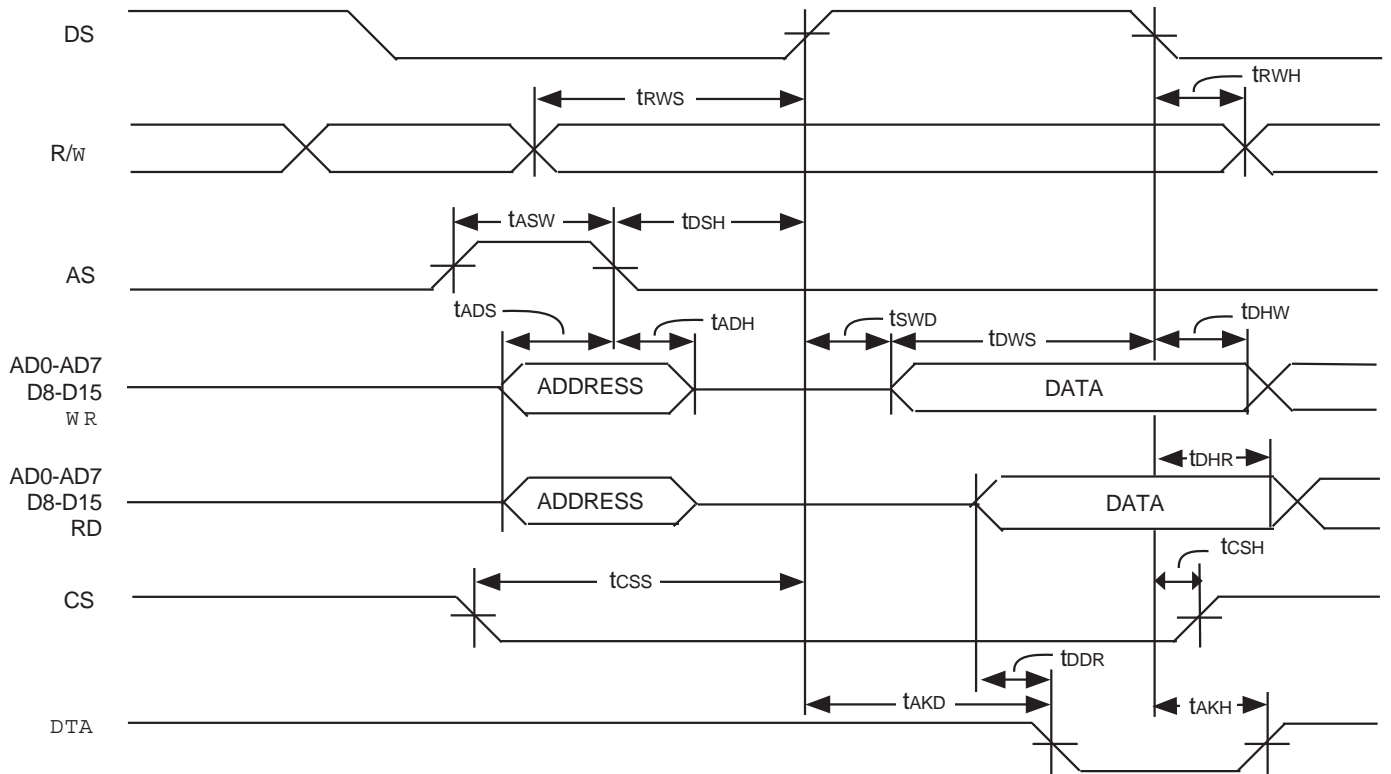 DS
tRWH
tRWS
R/W
tASW
tDSH
AS
tADS
tADH
tSWD
tDWS
tDHW
AD0-AD7
D8-D15
WR
ADDRESS
DATA
tDHR
AD0-AD7
D8-D15
RD
ADDRESS
DATA
tCSH
tCSS
CS
tDDR
tAKD
tAKH
DTA